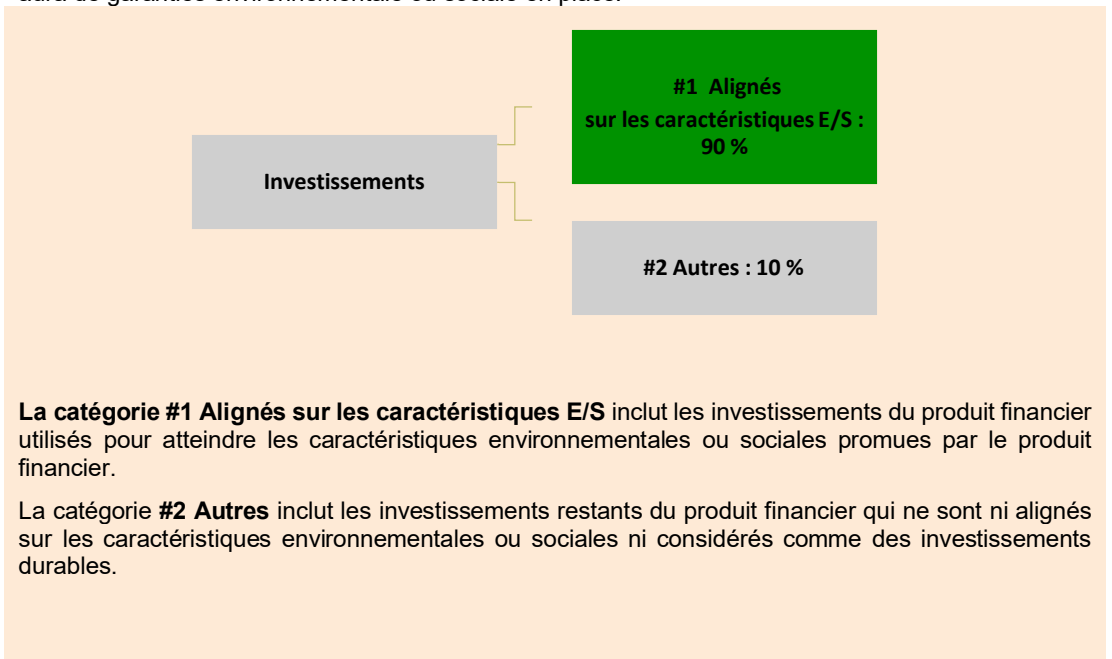 #1 Alignés
sur les caractéristiques E/S :
90 %
Investissements
#2 Autres : 10 %
La catégorie #1 Alignés sur les caractéristiques E/S inclut les investissements du produit financier
utilisés pour atteindre les caractéristiques environnementales ou sociales promues par le produit
financier.
La catégorie #2 Autres inclut les investissements restants du produit financier qui ne sont ni alignés
sur les caractéristiques environnementales ou sociales ni considérés comme des investissements
durables.